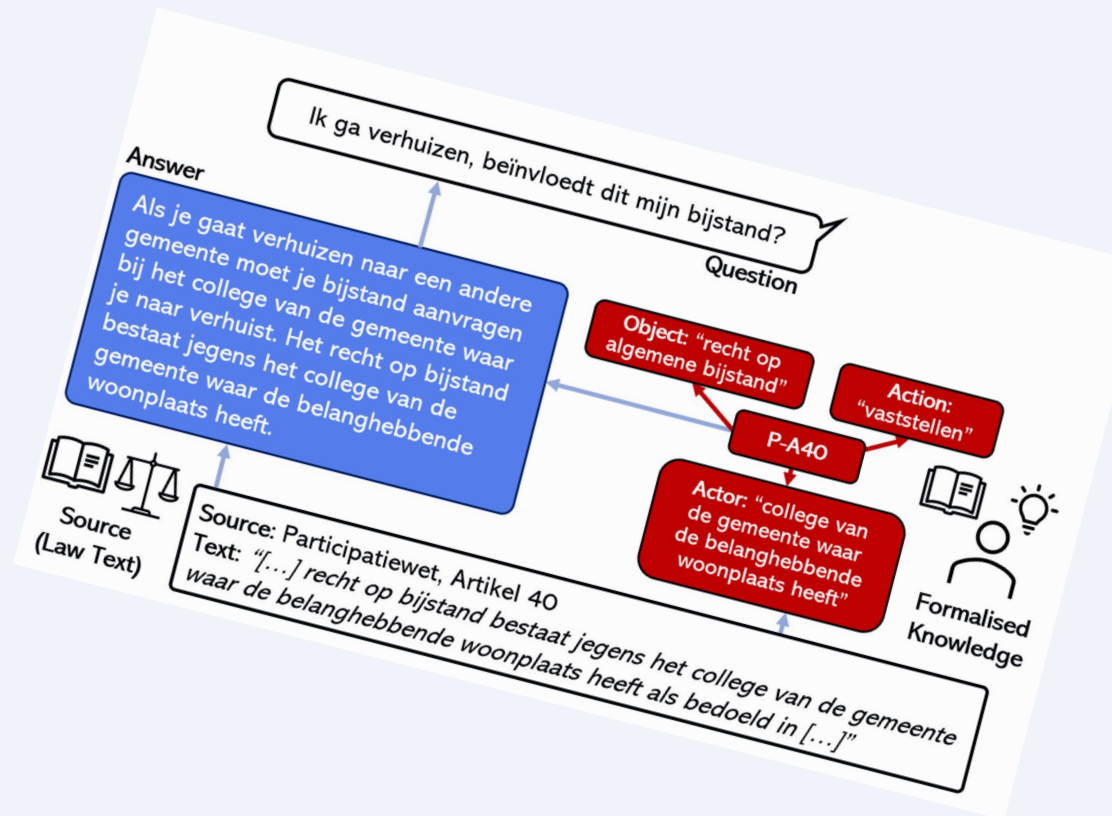 Ik ga verhuizen, beïnvloedt dit mijn bijstand?
Question
Answer
Als je gaat verhuizen naar een andere
gemeente moet je bijstand aanvragen
bij het college van de gemeente waar
je naar verhuist. Het recht op bijstand
bestaat jegens het college van de
gemeente waar de belanghebbende
woonplaats heeft.
Object: “recht op
algemene bijstand”
Action:
“vaststellen”
P-A40
Actor: “college van
de gemeente waar
de belanghebbende
woonplaats heeft”
Formalised
Knowledge
Source
(Law Text)
Source: Participatiewet, Artikel 40
Text: “[…] recht op bijstand bestaat jegens het college van de gemeente
waar de belanghebbende woonplaats heeft als bedoeld in […]”